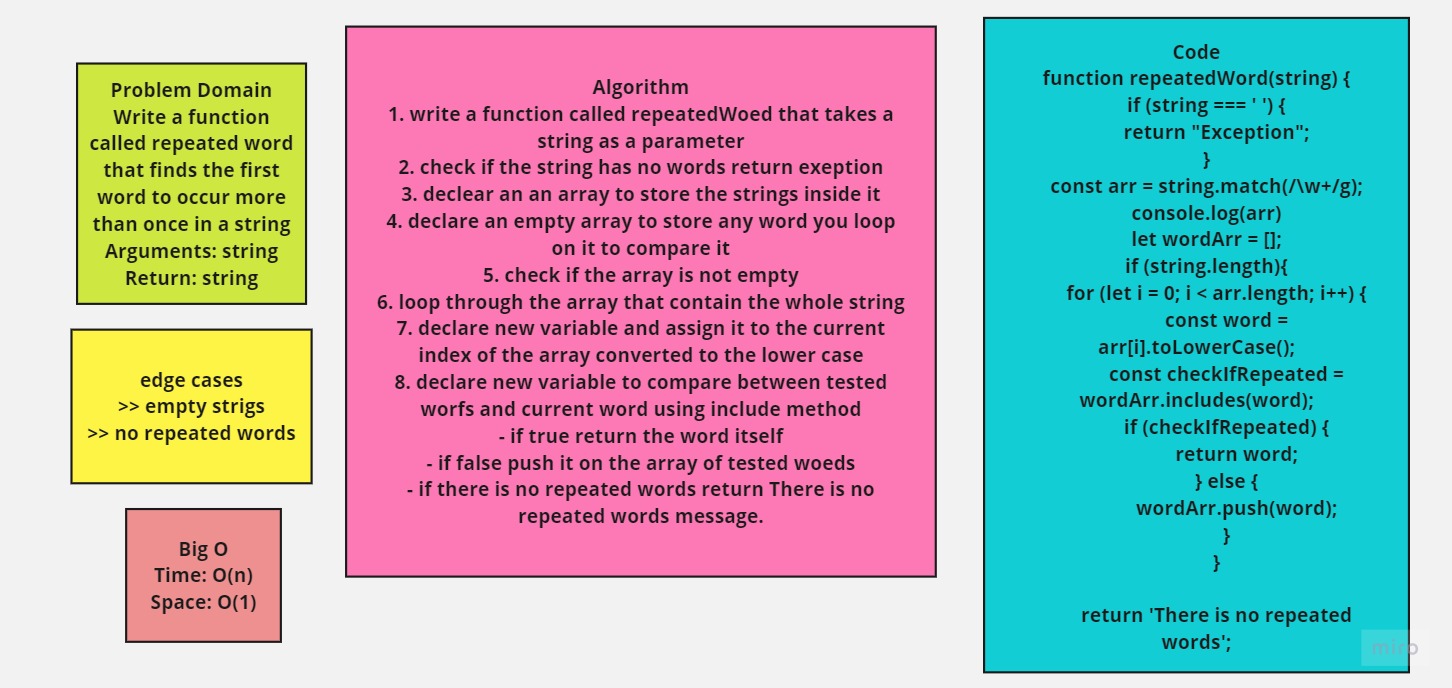 Problem Domain
Write a function
called repeated word
that finds the first
word to occur more
than once in a string
Arguments: string
Return: string
edge cases
>> empty strigs
>> no repeated words
Big O
Time: O(n)
Space: O(1)
Algorithm
1. write a function called repeatedWoed that takes a
string as a parameter
2. check if the string has no words return exeption
3. declear an an array to store the strings inside it
4. declare an empty array to store any word you loop
on it to compare it
5. check if the array is not empty
6. loop through the array that contain the whole string
7. declare new variable and assign it to the current
index of the array converted to the lower case
8. declare new variable to compare between tested
worfs and current word using include method
- if true return the word itself
- if false push it on the array of tested woeds
- if there is no repeated words return There is no
repeated words message.
Code
function repeatedWord(string) {
if (string === ' ') {
return "Exception";
}
const arr = string.match(/\w+/g);
console.log(arr)
let wordArr = [];
if (string.length){
for (let i = 0; i < arr.length; i++) {
const word =
arr[i].toLowerCase();
const checkIfRepeated =
wordArr.includes(word);
if (checkIfRepeated) {
return word;
} else {
wordArr.push(word);
}
}
return 'There is no repeated
words';
miro